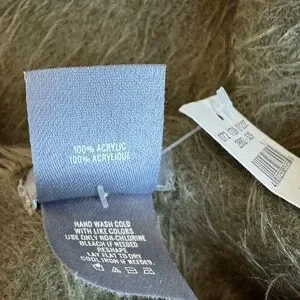 100% ACRYLIC
100% ACRYLIQUE
HAND WASH COLD
WITH LIKE COLORS
USE ONLY NON-CHLORINE
BLEACH IF NEEDED
RESHAPE
LAY FLAT TO DRY
COOL IRON IF NEEDED